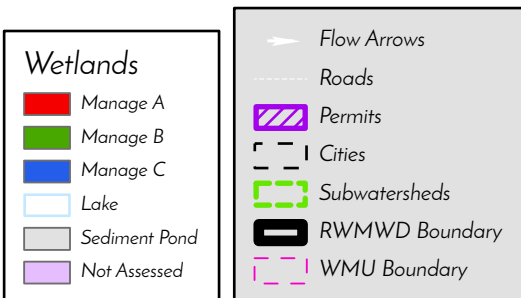 Wetlands
Manage A
Manage B
Manage C
Lake
Sediment Pond
Not Assessed
Flow Arrows
Roads
Permits
Cities
Subwatersheds
RWMWD Boundary
WMU Boundary